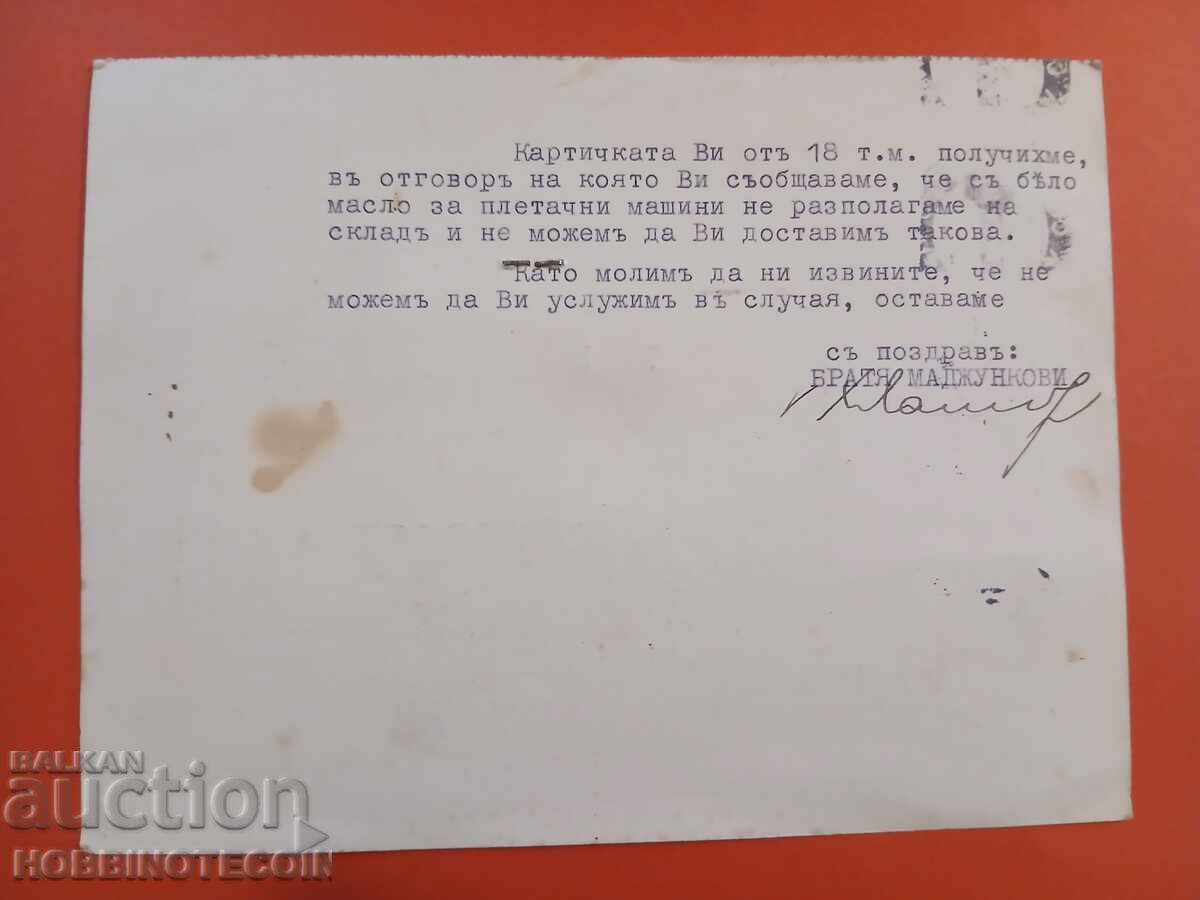 Картичката Ви отъ 18 т.м. получихме,
въ отговоръ на която Ви съобщаваме, че съ бѣло
масло за плетачни машини не разполагаме на
складъ и не можемъ да Ви доставимъ такова.
Като молимъ да ни извините, че не
можемъ да Ви услужимъ въ случая, оставаме
съ поздравъ:
БРАТЯ МАДЖУНКОВИ
BALKAN
auction
HOBBINOTECOIN